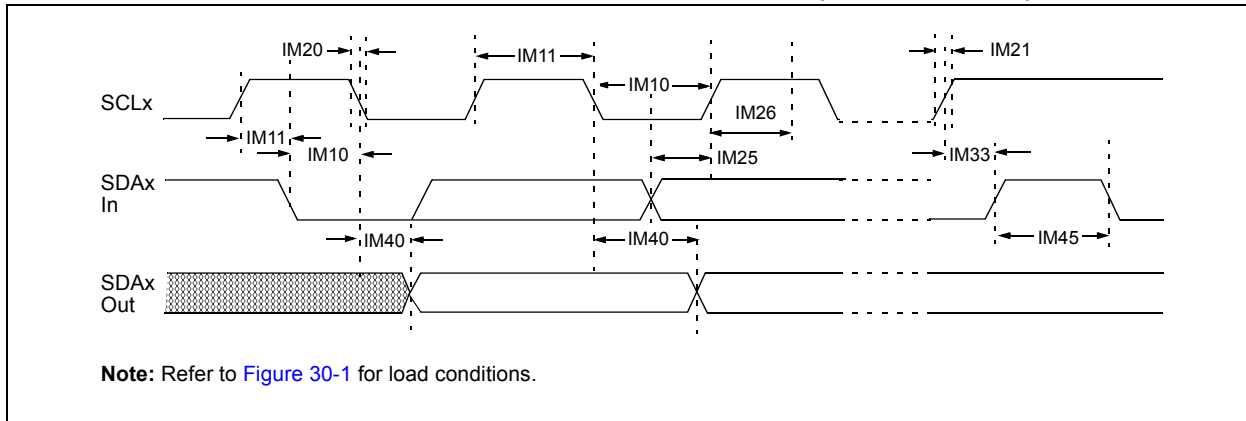 IM20
IM11
IM21
IM10
SCLx
IM26
IM11
IM10
IM25
IM33
SDAx
In
IM40
IM40
IM45
SDAx
Out
Note: Refer to Figure 30-1 for load conditions.